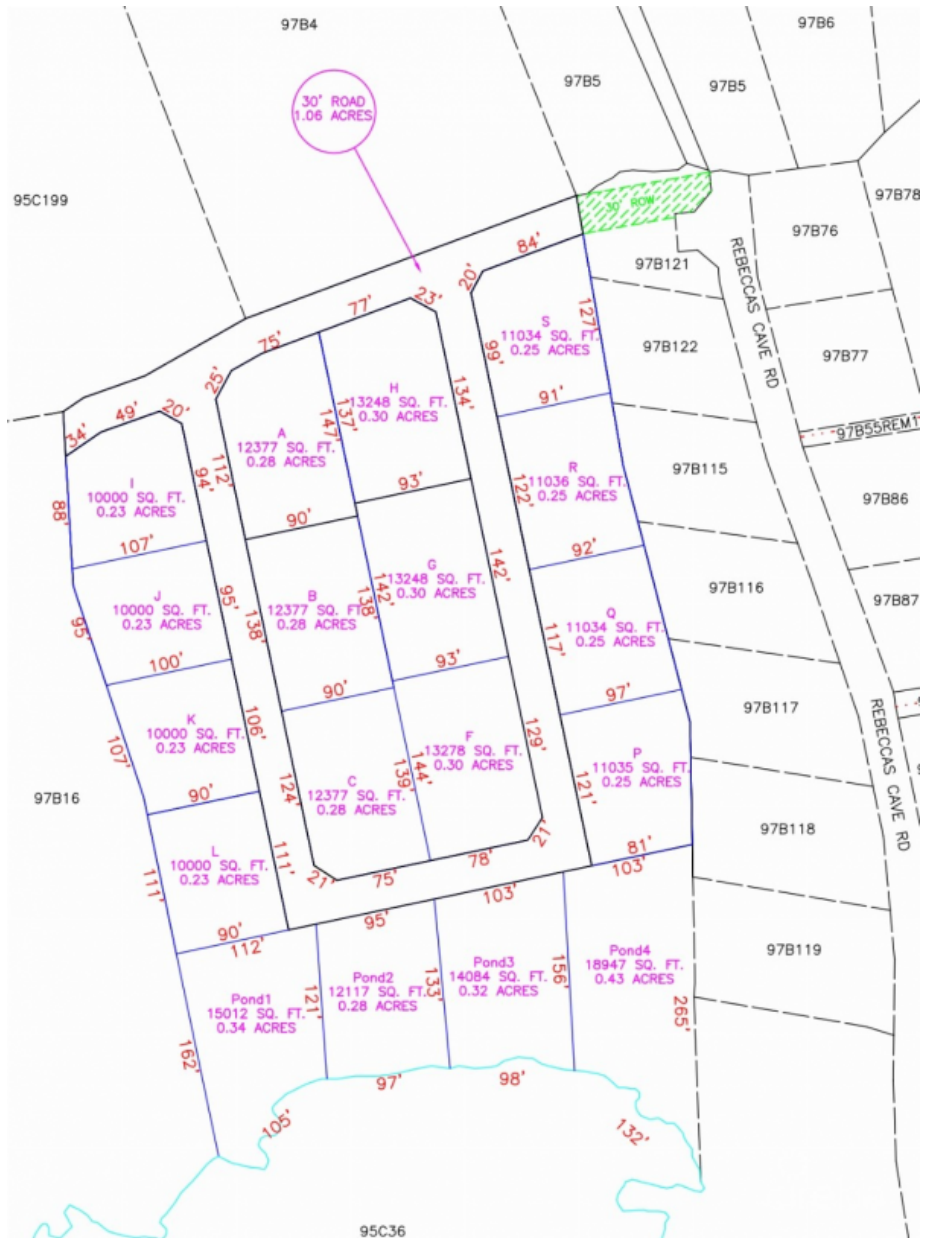 97B4
97B6
97B5
97B5
30' ROAD
1.06 ACRES
95C199
97B78
30' ROW
97B76
84'
97B121
REBECCAS CAVE RD
20'
23'
77'
75'
127'
S
11034 SQ. FT.
0.25 ACRES
97B122
97B77
99'
25'
H
13248 SQ. FT.
0.30 ACRES
134'
91'
137'
147'
49'
20'
34'
A
12377 SQ. FT.
0.28 ACRES
97B55REM1
I
10000 SQ. FT.
0.23 ACRES
94'
112'
93'
R
11036 SQ. FT.
0.25 ACRES
97B115
122'
88'
90'
97B86
107'
92'
142'
G
13248 SQ. FT.
0.30 ACRES
142'
138'
J
10000 SQ. FT.
0.23 ACRES
95'
B
12377 SQ. FT.
0.28 ACRES
138'
97B116
97B87
Q
11034 SQ. FT.
0.25 ACRES
95'
117'
100'
93'
90'
97'
97B117
K
10000 SQ. FT.
0.23 ACRES
106'
107'
F
13278 SQ. FT.
0.30 ACRES
129'
REBECCAS CAVE RD
P
11035 SQ. FT.
0.25 ACRES
144'
139'
C
12377 SQ. FT.
0.28 ACRES
124'
121'
90'
97B16
97B118
L
10000 SQ. FT.
0.23 ACRES
111'
111'
21'
75'
78'
21'
81'
103'
103'
95'
90'
112'
97B119
Pond1
15012 SQ. FT.
0.34 ACRES
121'
Pond2
12117 SQ. FT.
0.28 ACRES
133'
Pond3
14084 SQ. FT.
0.32 ACRES
156'
Pond4
18947 SQ. FT.
0.43 ACRES
265'
162'
97'
98'
105'
132'
95C36